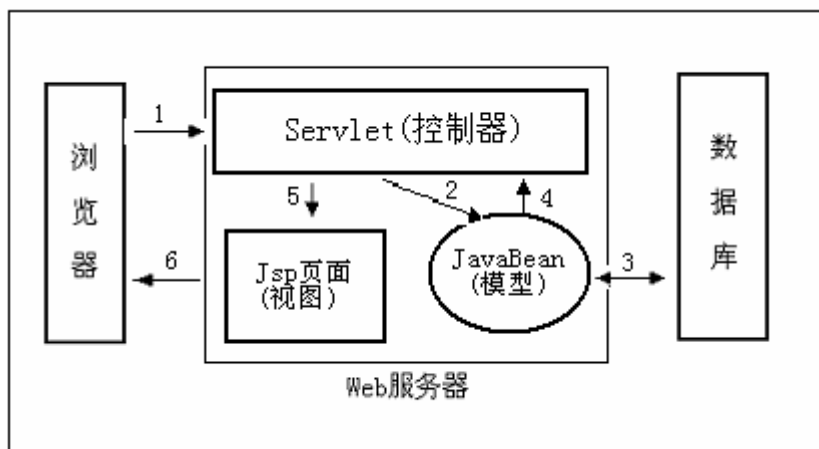 浏览器
1
Servlet(控制器)
数据库
5
2
4
6
Jsp页面
(视图)
JavaBean
(模型)
3
Web服务器